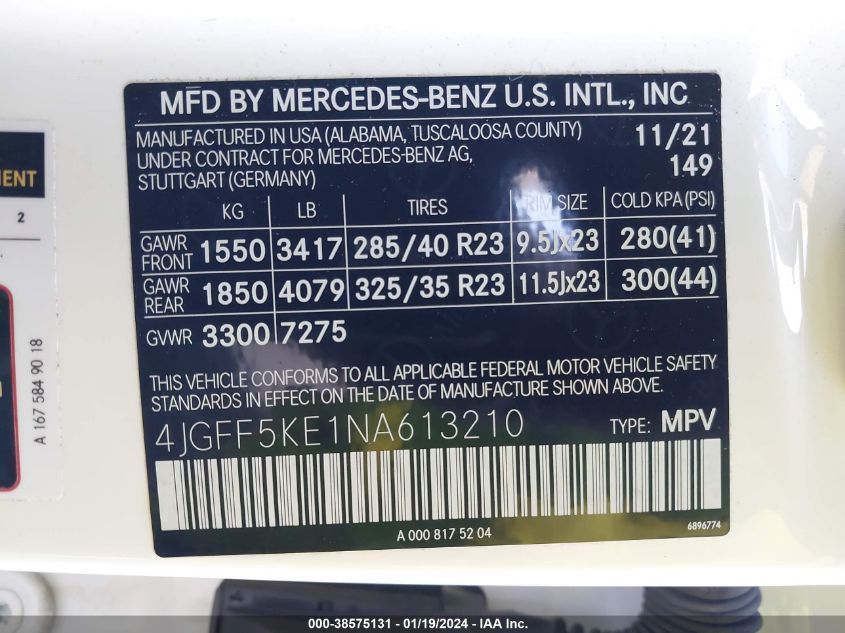 MFD BY MERCEDES-BENZ U.S. INTL., INC
MANUFACTURED IN USA (ALABAMA, TUSCALOOSA COUNTY) 11/21
UNDER CONTRACT FOR MERCEDES-BENZ AG, 149
STUTTGART (GERMANY)
KG LB TIRES RIM SIZE COLD KPA (PSI)
GAWR FRONT 1550 3417 285/40 R23 9.5Jx23 280(41)
GAWR REAR 1850 4079 325/35 R23 11.5Jx23 300(44)
GVWR 3300 7275
THIS VEHICLE CONFORMS TO ALL APPLICABLE FEDERAL MOTOR VEHICLE SAFETY
STANDARDS IN EFFECT ON THE DATE OF MANUFACTURE SHOWN ABOVE.
4JGFF5KE1NA613210 TYPE: MPV
A 000 817 52 04
6896774
2
A 167 584 90 18
000-38575131 - 01/19/2024 - IAA Inc.